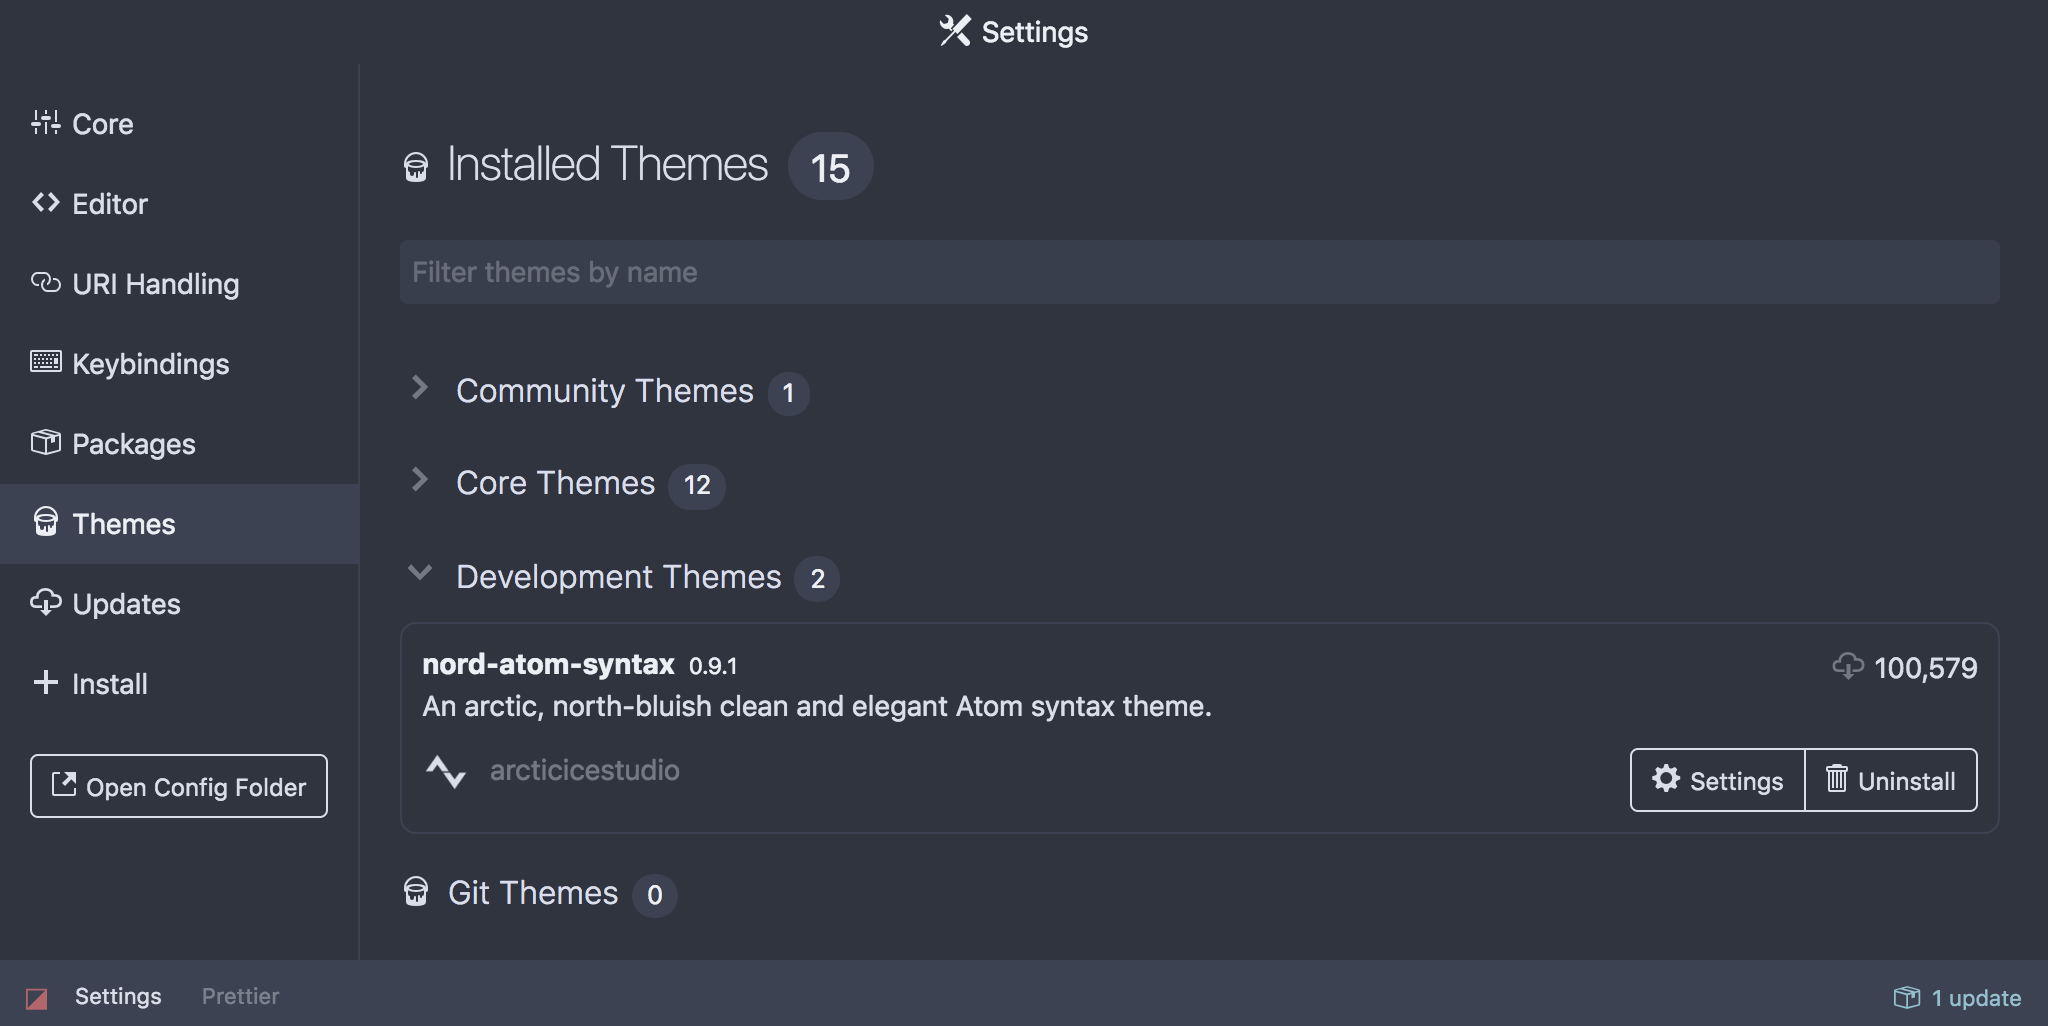 Settings
Core
Editor
URI Handling
Keybindings
Packages
Themes
Updates
Install
Open Config Folder
Installed Themes 15
Filter themes by name
Community Themes 1
Core Themes 12
Development Themes 2
nord-atom-syntax 0.9.1
100,579
An arctic, north-bluish clean and elegant Atom syntax theme.
arcticicestudio
Settings
Uninstall
Git Themes 0
Settings Prettier
1 update